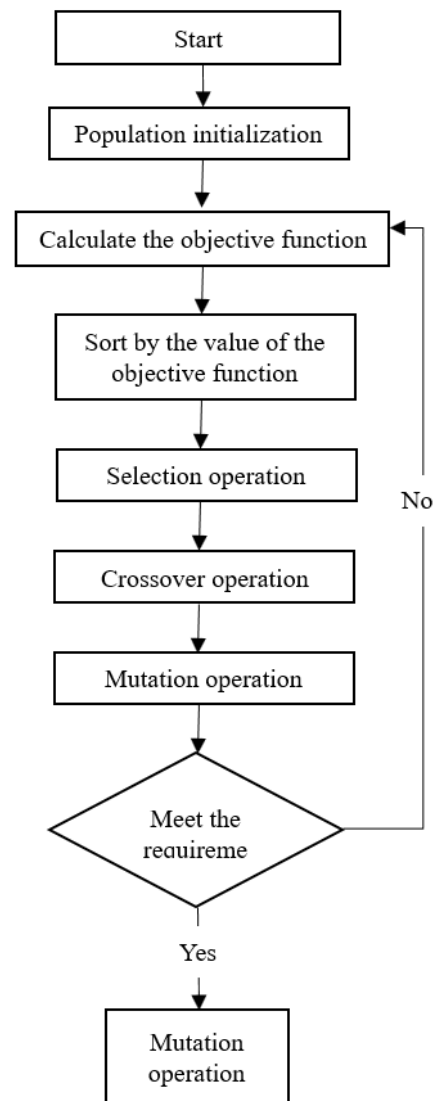 Start
Population initialization
Calculate the objective function
Sort by the value of the
objective function
Selection operation
No
Crossover operation
Mutation operation
Meet the
requireme
Yes
Mutation
operation